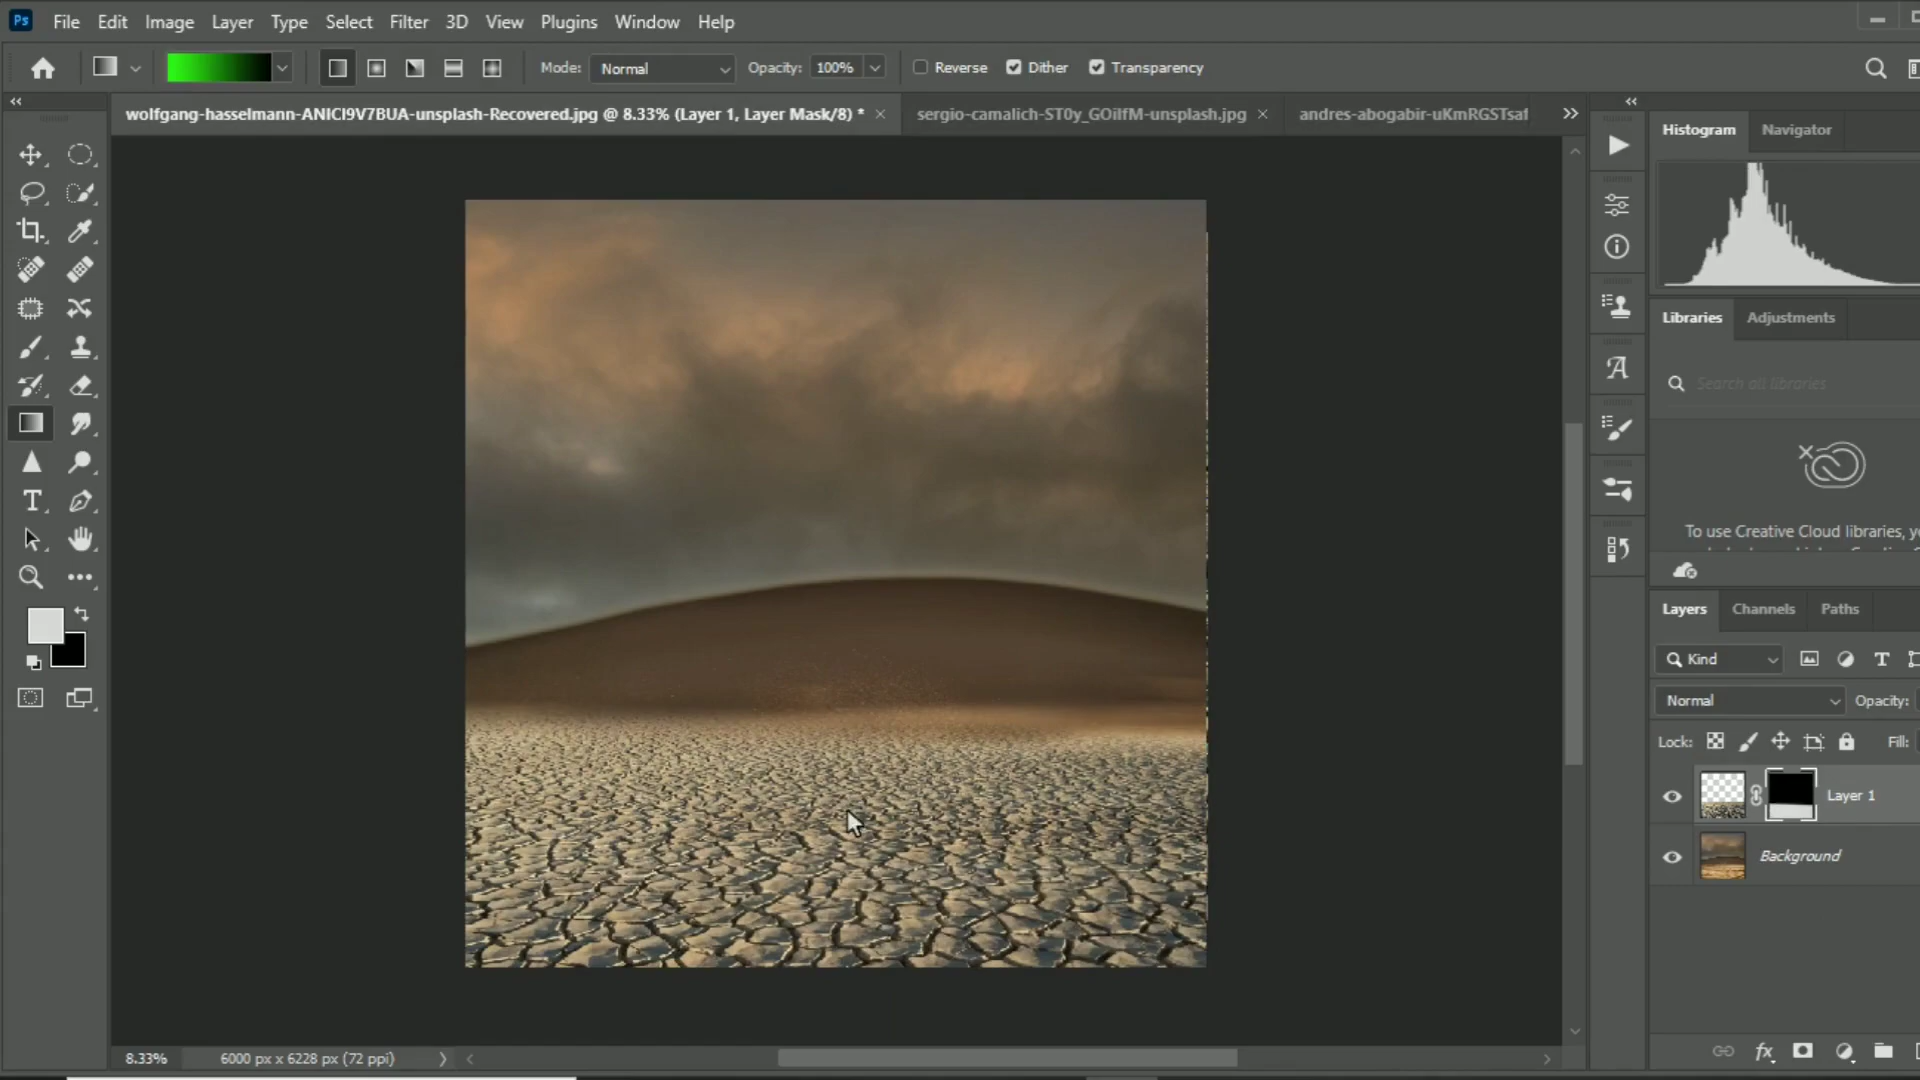 Ps File Edit Image Layer Type Select Filter 3D View Plugins Window Help
Mode: Normal Opacity: 100% Reverse Dither Transparency
wolfgang-hasselmann-ANICI9V7BUA-unsplash-Recovered.jpg @ 8.33% (Layer 1, Layer Mask/8) * sergio-camalich-ST0y_GOilfM-unsplash.jpg andres-abogabir-uKmRGSTsaf
Histogram Navigator
Libraries Adjustments
Search all libraries
To use Creative Cloud libraries,
Layers Channels Paths
Kind
Normal Opacity:
Lock: Fill:
Layer 1
Background
8.33% 6000 px x 6228 px (72 ppi)